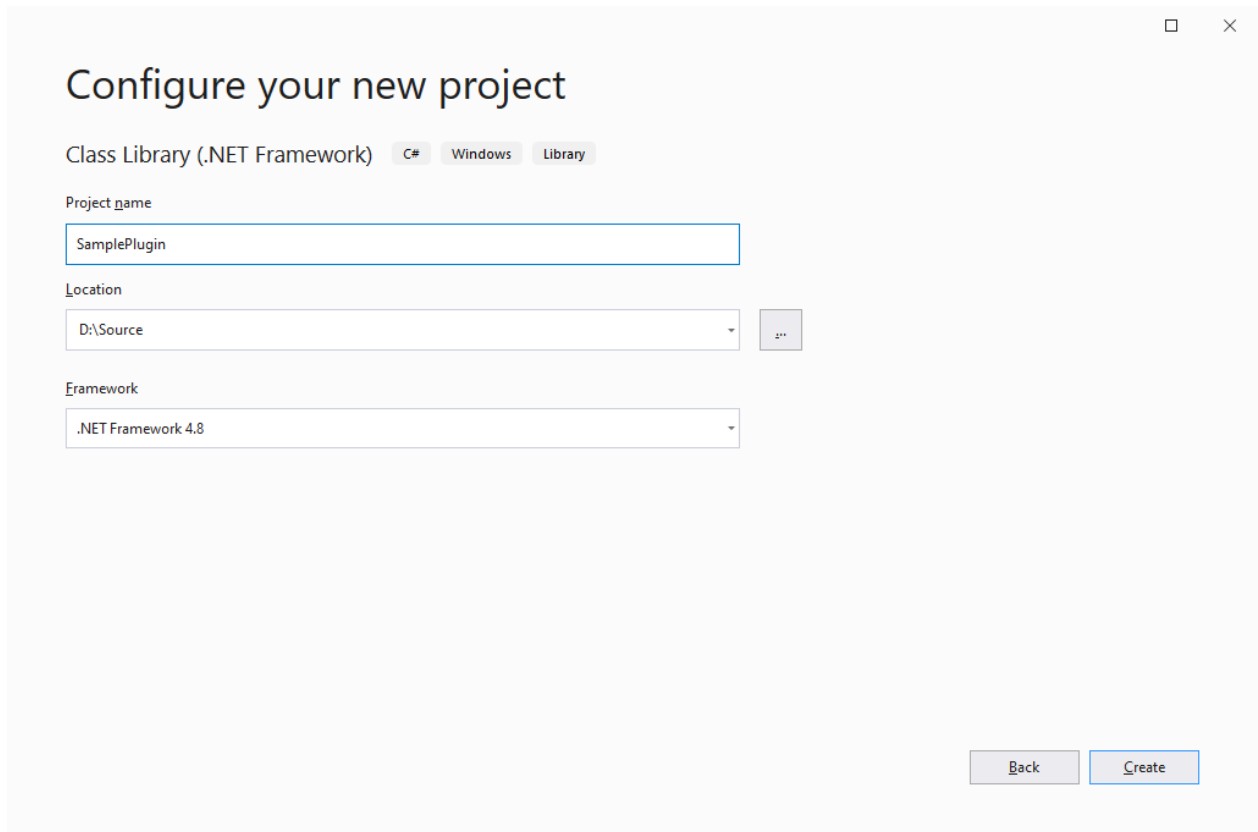 Configure your new project
Class Library (.NET Framework) C# Windows Library
Project name
SamplePlugin
Location
D:\Source
...
Framework
.NET Framework 4.8
Back Create